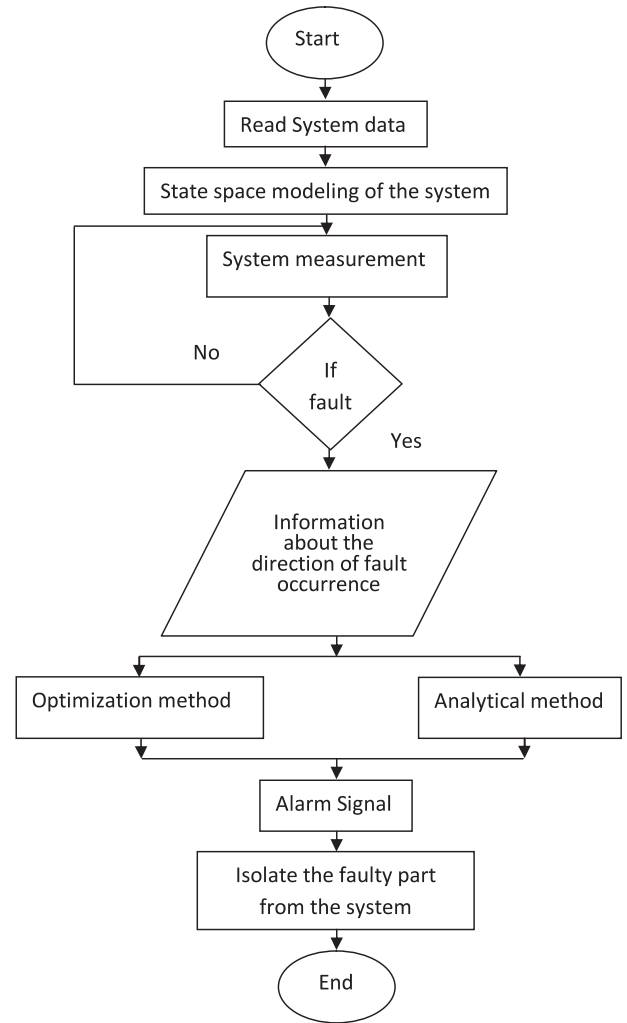 Start
Read System data
State space modeling of the system
System measurement
No
If
fault
Yes
Information
about the
direction of fault
occurrence
Optimization method
Analytical method
Alarm Signal
Isolate the faulty part
from the system
End